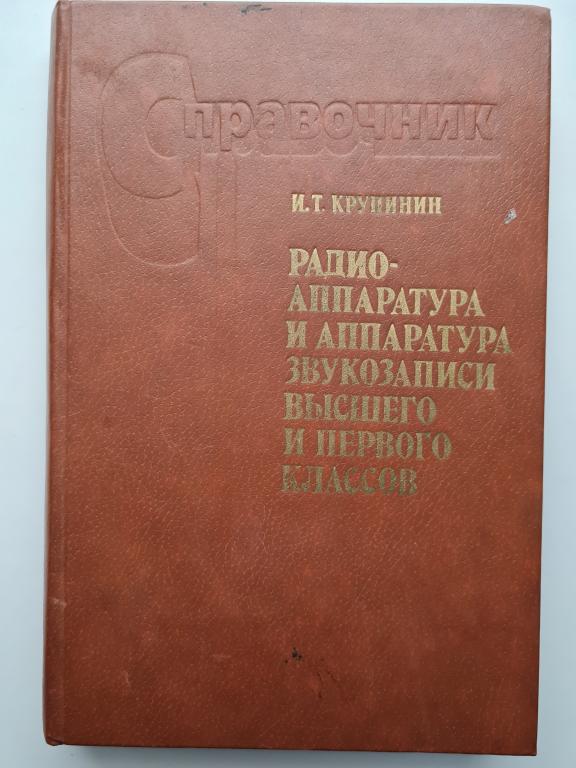 Справочник
И.Т. КРУПИНИН
РАДИО-
АППАРАТУРА
И АППАРАТУРА
ЗВУКОЗАПИСИ
ВЫСШЕГО
И ПЕРВОГО
КЛАССОВ